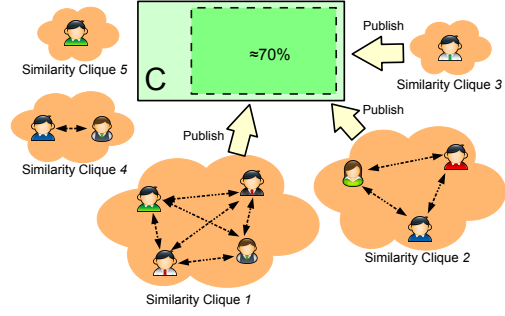 Publish
≈70%
Similarity Clique 5
C
Similarity Clique 3
Publish
Publish
Similarity Clique 4
Similarity Clique 2
Similarity Clique 1